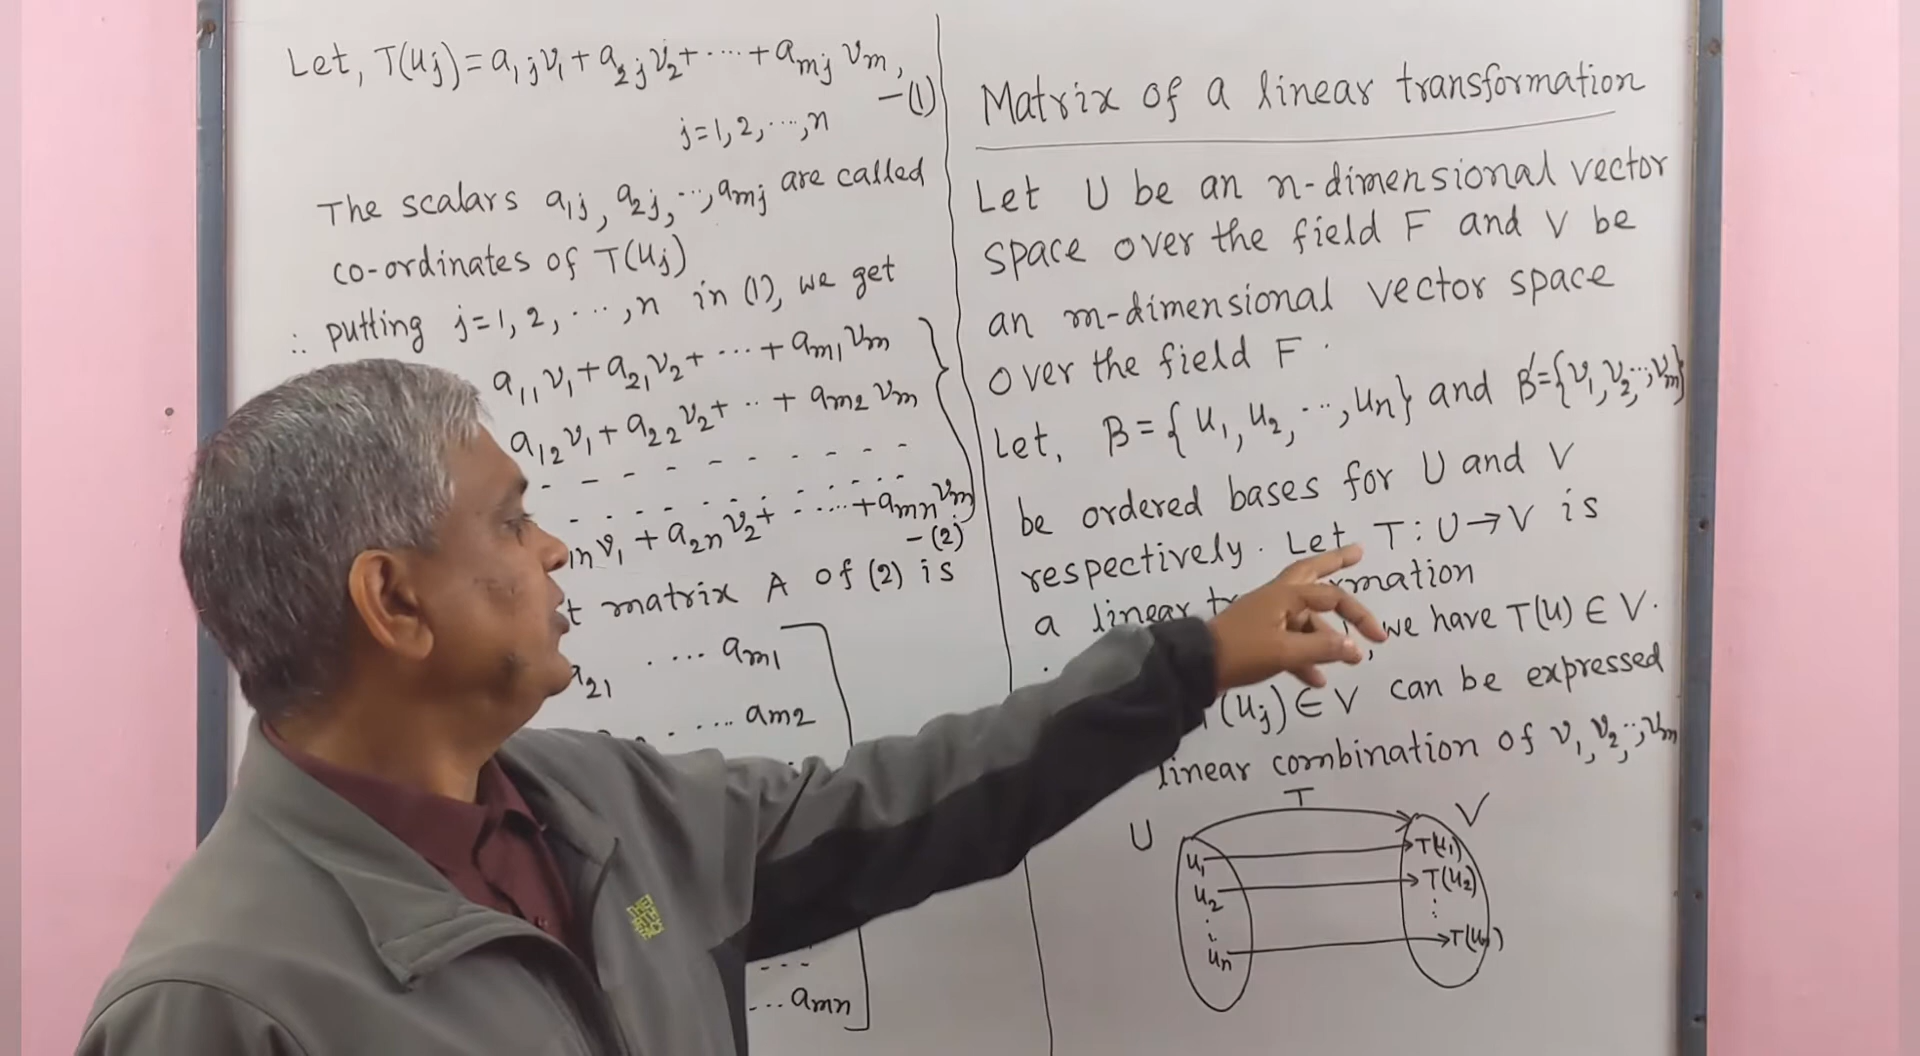 Let, T(uj) = a1j v1 + a2j v2 + ... + amj vm, -(1)
j=1, 2, ..., n
The scalars a1j, a2j, ..., amj are called
co-ordinates of T(uj)
∴ putting j=1, 2, ..., n in (1), we get
a11 v1 + a21 v2 + ... + am1 vm
a12 v1 + a22 v2 + .. + am2 vm
1n v1 + a2n v2 + ..... + amn vm
-(2)
matrix A of (2) is
a21 .... am1
.... am2
... amn
Matrix of a linear transformation
Let U be an n-dimensional vector
space over the field F and V be
an m-dimensional vector space
over the field F.
Let, B = {u1, u2, ..., un} and B' = {v1, v2, .., vm}
be ordered bases for U and V
respectively. Let T : U → V is
a linear
we have T(u) ∈ V.
(uj) ∈ V can be expressed
linear combination of v1, v2, .., vm
T
U V
u1 T(u1)
u2 T(u2)
un